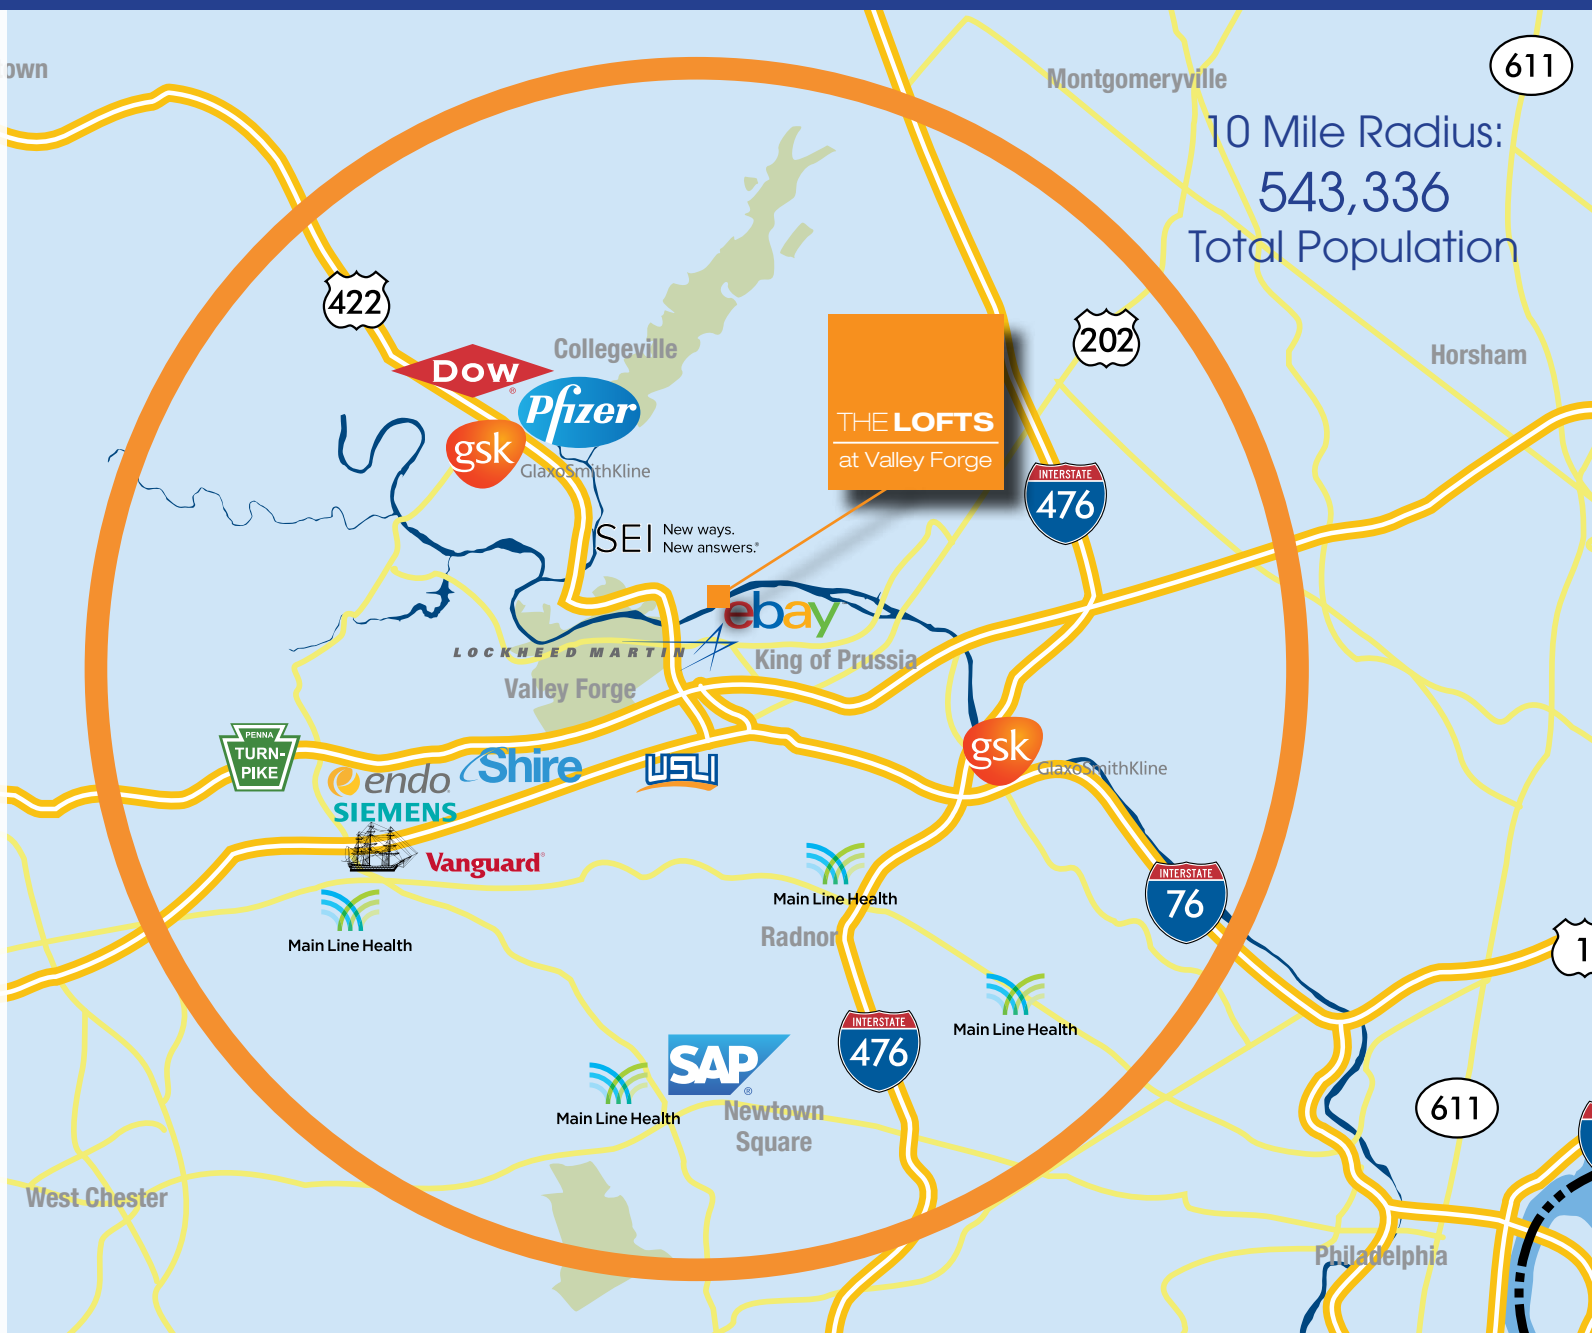 own
Montgomeryville
611
10 Mile Radius:
543,336
Total Population
422
202
Collegeville
Horsham
Dow
®
Pfizer
THE LOFTS
at Valley Forge
gsk
GlaxoSmithKline
INTERSTATE
476
SEI New ways.
New answers.®
ebay
LOCKHEED MARTIN
King of Prussia
Valley Forge
PENNA
TURN-
PIKE
endo
Shire
USLI
gsk
GlaxoSmithKline
SIEMENS
Vanguard®
Main Line Health
INTERSTATE
76
Main Line Health
Radnor
1
Main Line Health
INTERSTATE
476
SAP
®
Main Line Health
Newtown
Square
611
West Chester
Philadelphia